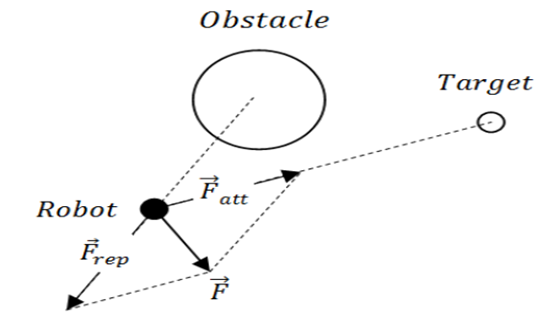 Obstacle
Target
F⃗att
Robot
F⃗rep
F⃗